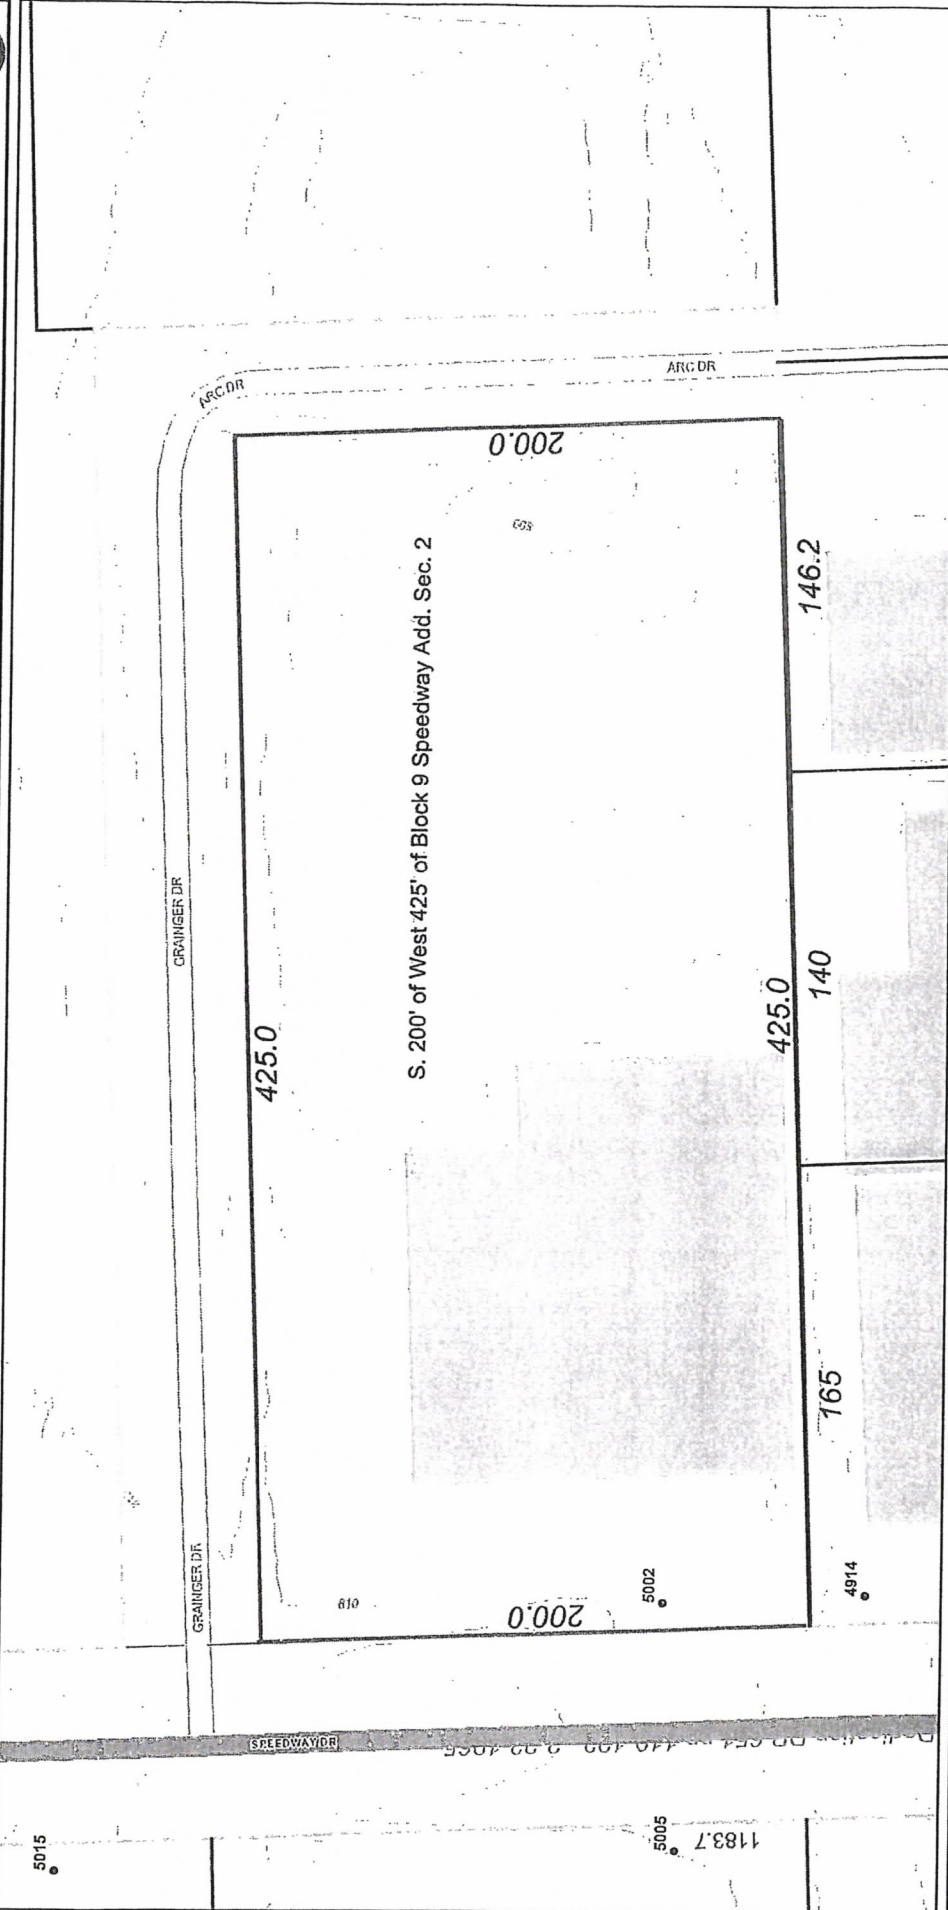 ARC DR
ARC DR
200.0
S. 200' of West 425' of Block 9 Speedway Add. Sec. 2
146.2
GRAINGER DR
425.0
425.0
140
165
GRAINGER DR
610
200.0
5002
4914
SPEEDWAY DR
5015
5005
1183.7